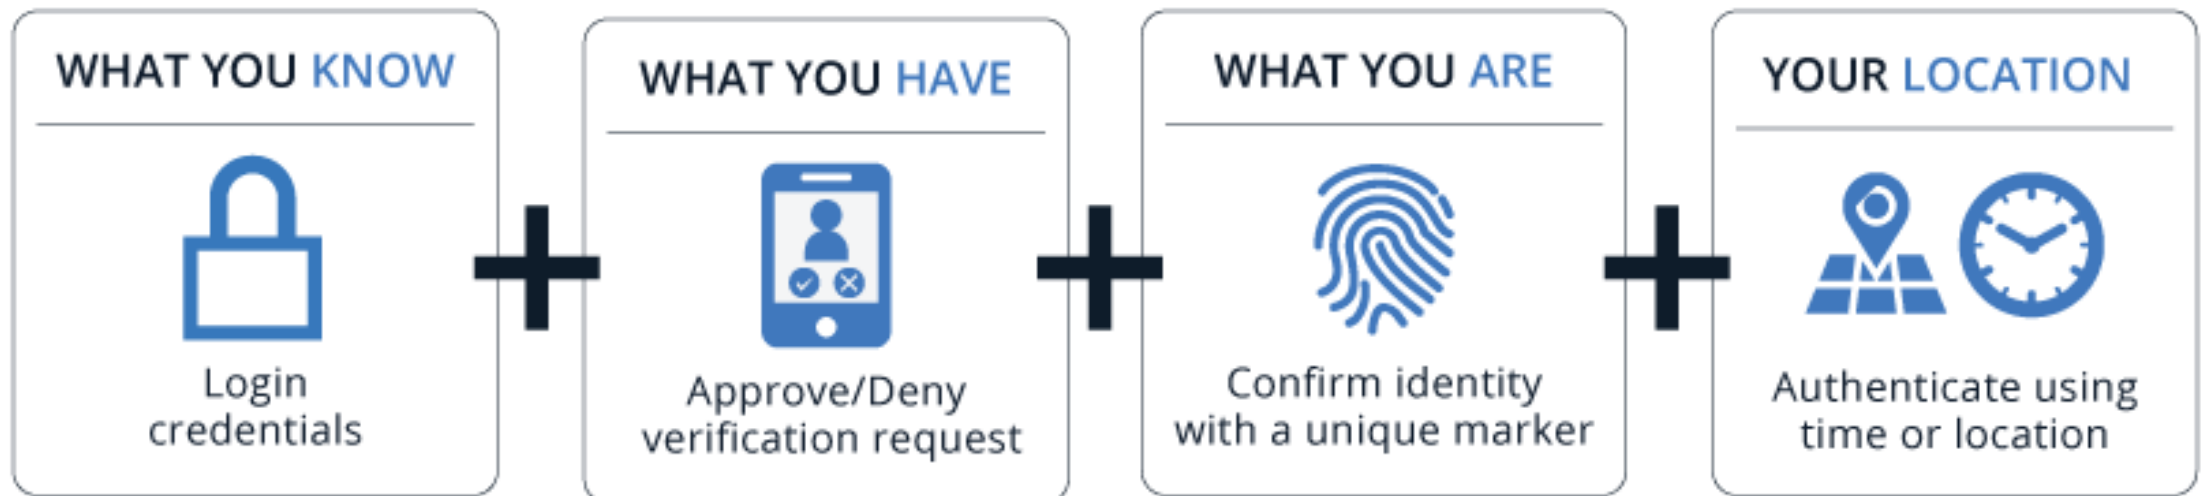 WHAT YOU KNOW
Login
credentials
WHAT YOU HAVE
Approve/Deny
verification request
WHAT YOU ARE
Confirm identity
with a unique marker
YOUR LOCATION
Authenticate using
time or location